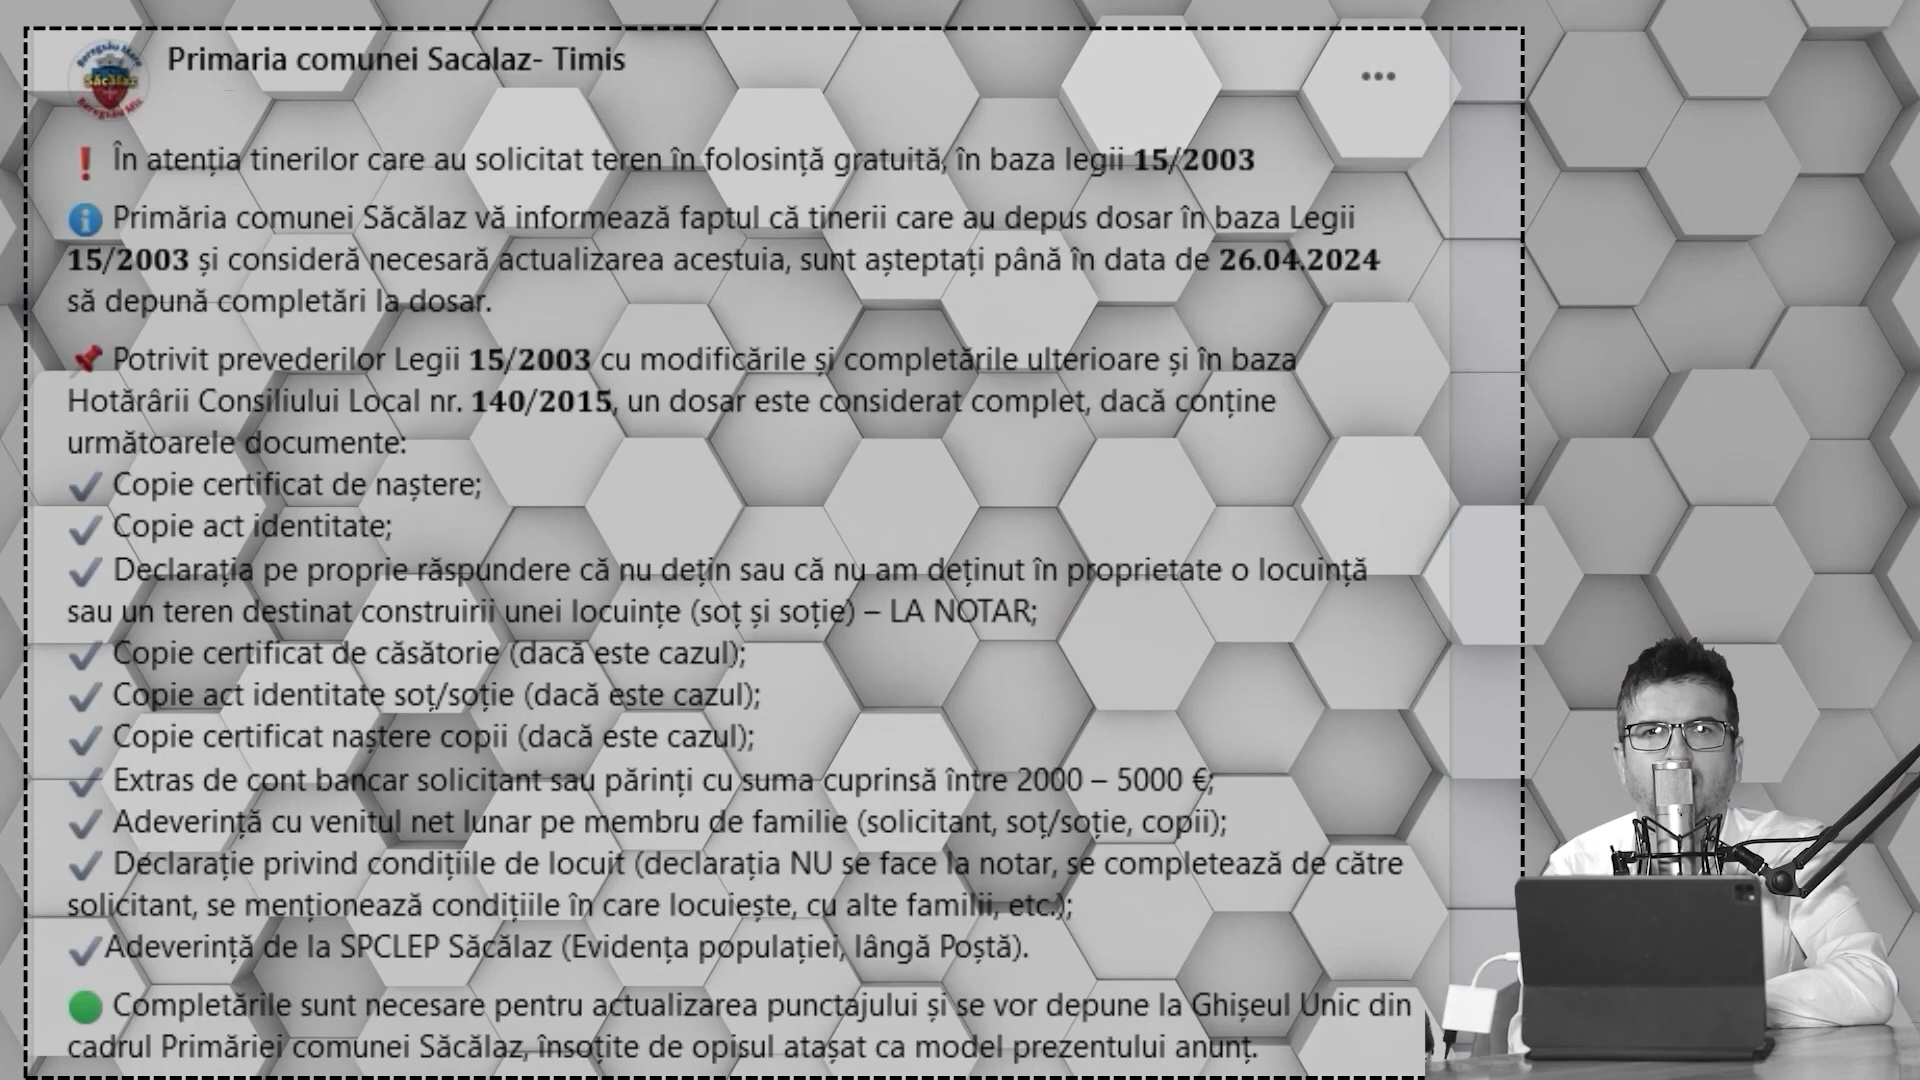 Primaria comunei Sacalaz- Timis
Săcălaz
❗ În atenția tinerilor care au solicitat teren în folosință gratuită, în baza legii 15/2003
Primăria comunei Săcălaz vă informează faptul că tinerii care au depus dosar în baza Legii
15/2003 și consideră necesară actualizarea acestuia, sunt așteptați până în data de 26.04.2024
să depună completări la dosar.
📌 Potrivit prevederilor Legii 15/2003 cu modificările și completările ulterioare și în baza
Hotărârii Consiliului Local nr. 140/2015, un dosar este considerat complet, dacă conține
următoarele documente:
✔ Copie certificat de naștere;
✔ Copie act identitate;
✔ Declarația pe proprie răspundere că nu dețin sau că nu am deținut în proprietate o locuință
sau un teren destinat construirii unei locuințe (soț și soție) – LA NOTAR;
✔ Copie certificat de căsătorie (dacă este cazul);
✔ Copie act identitate soț/soție (dacă este cazul);
✔ Copie certificat naștere copii (dacă este cazul);
✔ Extras de cont bancar solicitant sau părinți cu suma cuprinsă între 2000 – 5000 €;
✔ Adeverință cu venitul net lunar pe membru de familie (solicitant, soț/soție, copii);
✔ Declarație privind condițiile de locuit (declarația NU se face la notar, se completează de către
solicitant, se menționează condițiile în care locuiește, cu alte familii, etc.);
✔Adeverință de la SPCLEP Săcălaz (Evidența populației, lângă Poștă).
🟢 Completările sunt necesare pentru actualizarea punctajului și se vor depune la Ghișeul Unic din
cadrul Primăriei comunei Săcălaz, însoțite de opisul atașat ca model prezentului anunț.